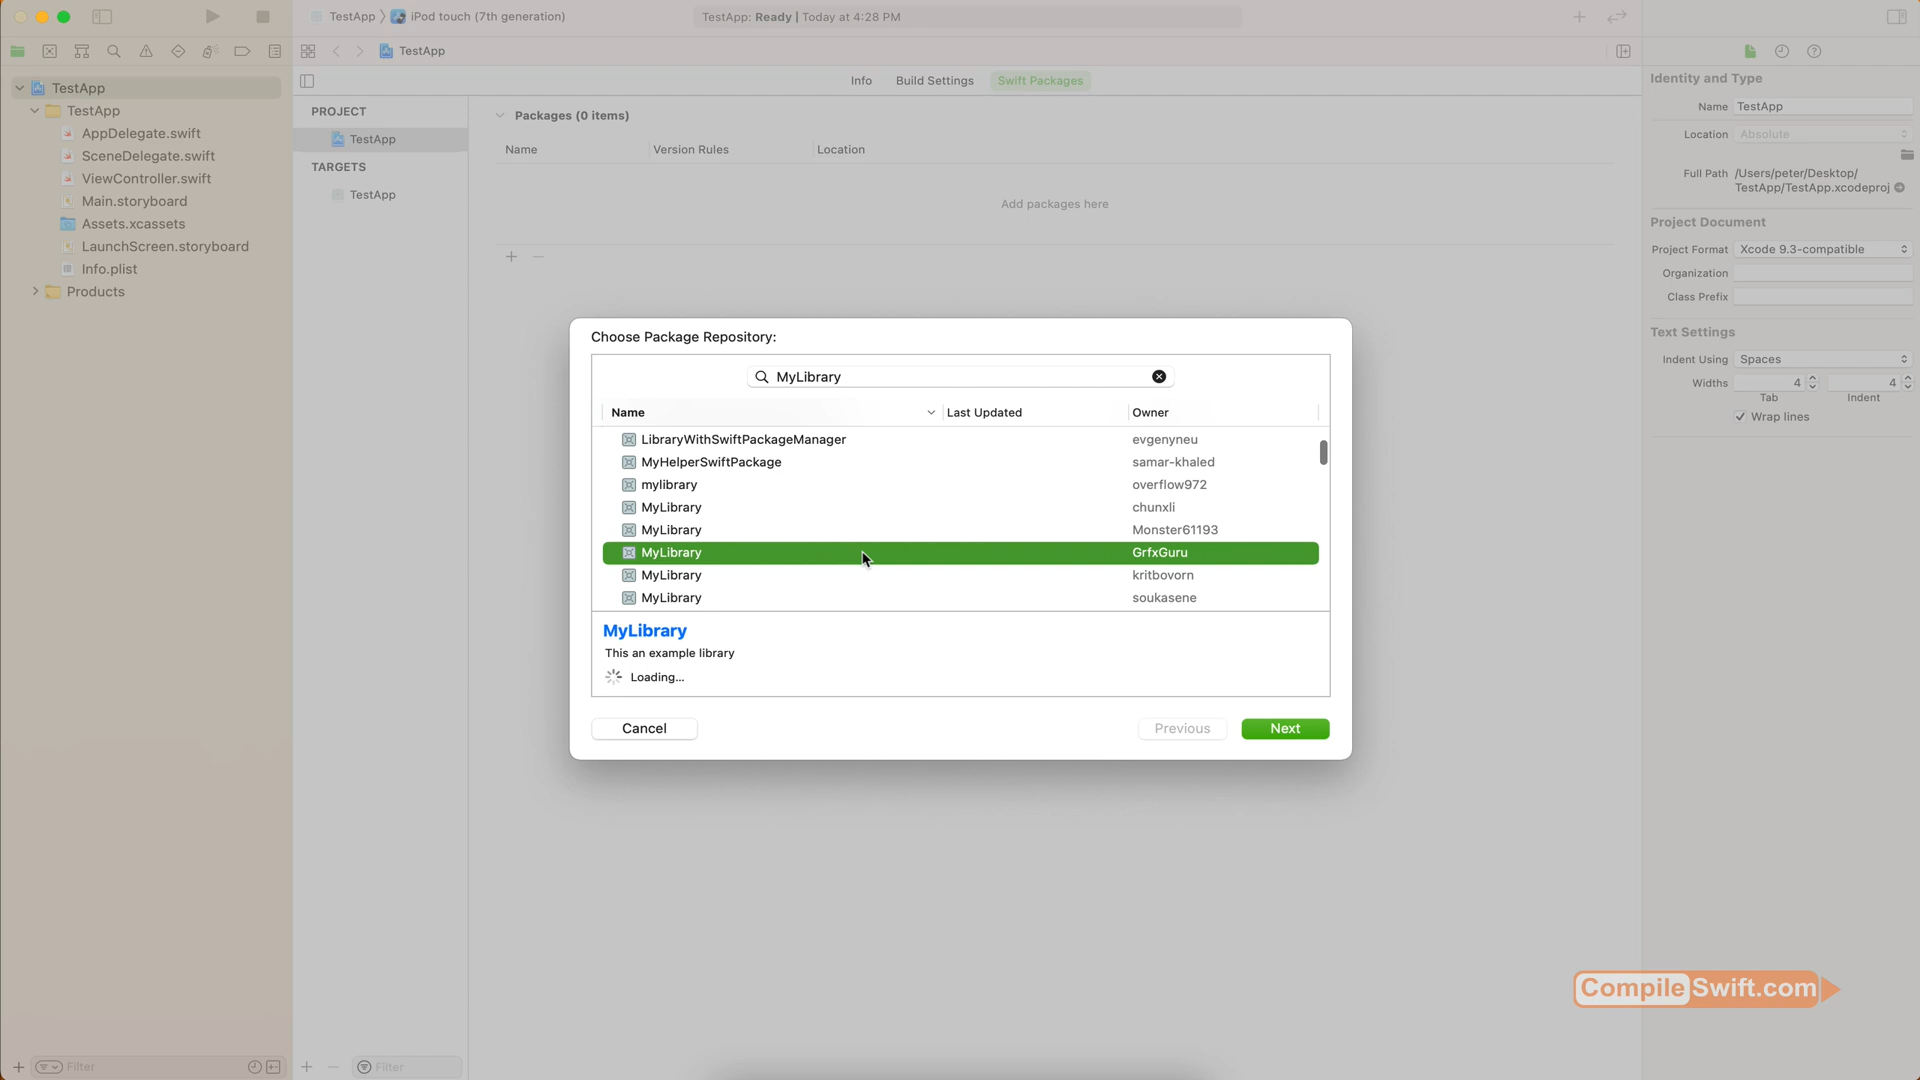 TestApp
iPod touch (7th generation)
TestApp: Ready | Today at 4:28 PM
TestApp
Info
Build Settings
Swift Packages
TestApp
TestApp
AppDelegate.swift
SceneDelegate.swift
ViewController.swift
Main.storyboard
Assets.xcassets
LaunchScreen.storyboard
Info.plist
Products
Filter
PROJECT
TestApp
TARGETS
TestApp
Filter
Packages (0 items)
Name
Version Rules
Location
Add packages here
Choose Package Repository:
MyLibrary
Name
Last Updated
Owner
LibraryWithSwiftPackageManager
evgenyneu
MyHelperSwiftPackage
samar-khaled
mylibrary
overflow972
MyLibrary
chunxli
MyLibrary
Monster61193
MyLibrary
GrfxGuru
MyLibrary
kritbovorn
MyLibrary
soukasene
MyLibrary
This an example library
Loading...
Cancel
Previous
Next
Identity and Type
Name TestApp
Location Absolute
Full Path /Users/peter/Desktop/
TestApp/TestApp.xcodeproj
Project Document
Project Format Xcode 9.3-compatible
Organization
Class Prefix
Text Settings
Indent Using Spaces
Widths 4 4
Tab Indent
Wrap lines
CompileSwift.com